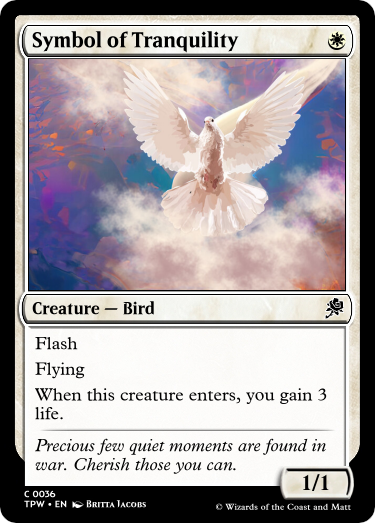 Symbol of Tranquility
Creature — Bird
Flash
Flying
When this creature enters, you gain 3
life.
Precious few quiet moments are found in
war. Cherish those you can.
1/1
C 0036
TPW • EN Britta Jacobs
© Wizards of the Coast and Matt